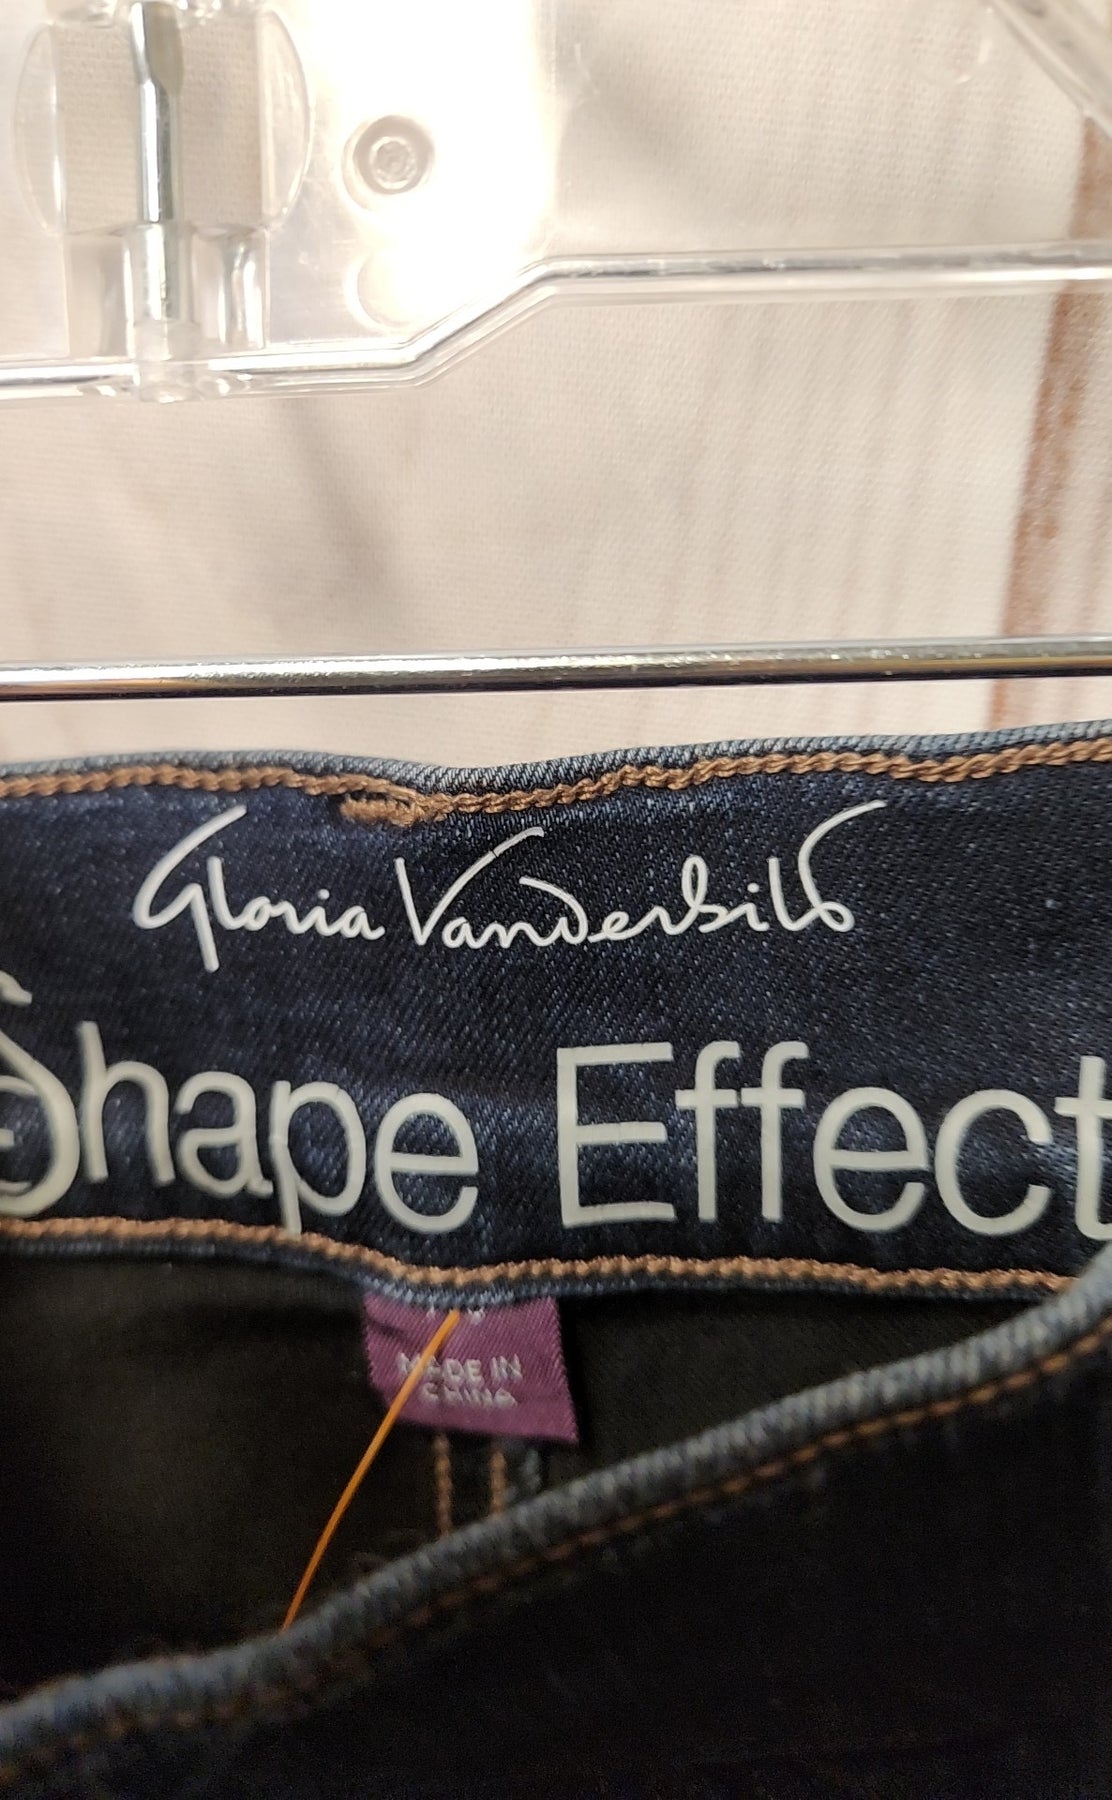 Gloria Vanderbilt
Shape Effect
MADE IN
CHINA